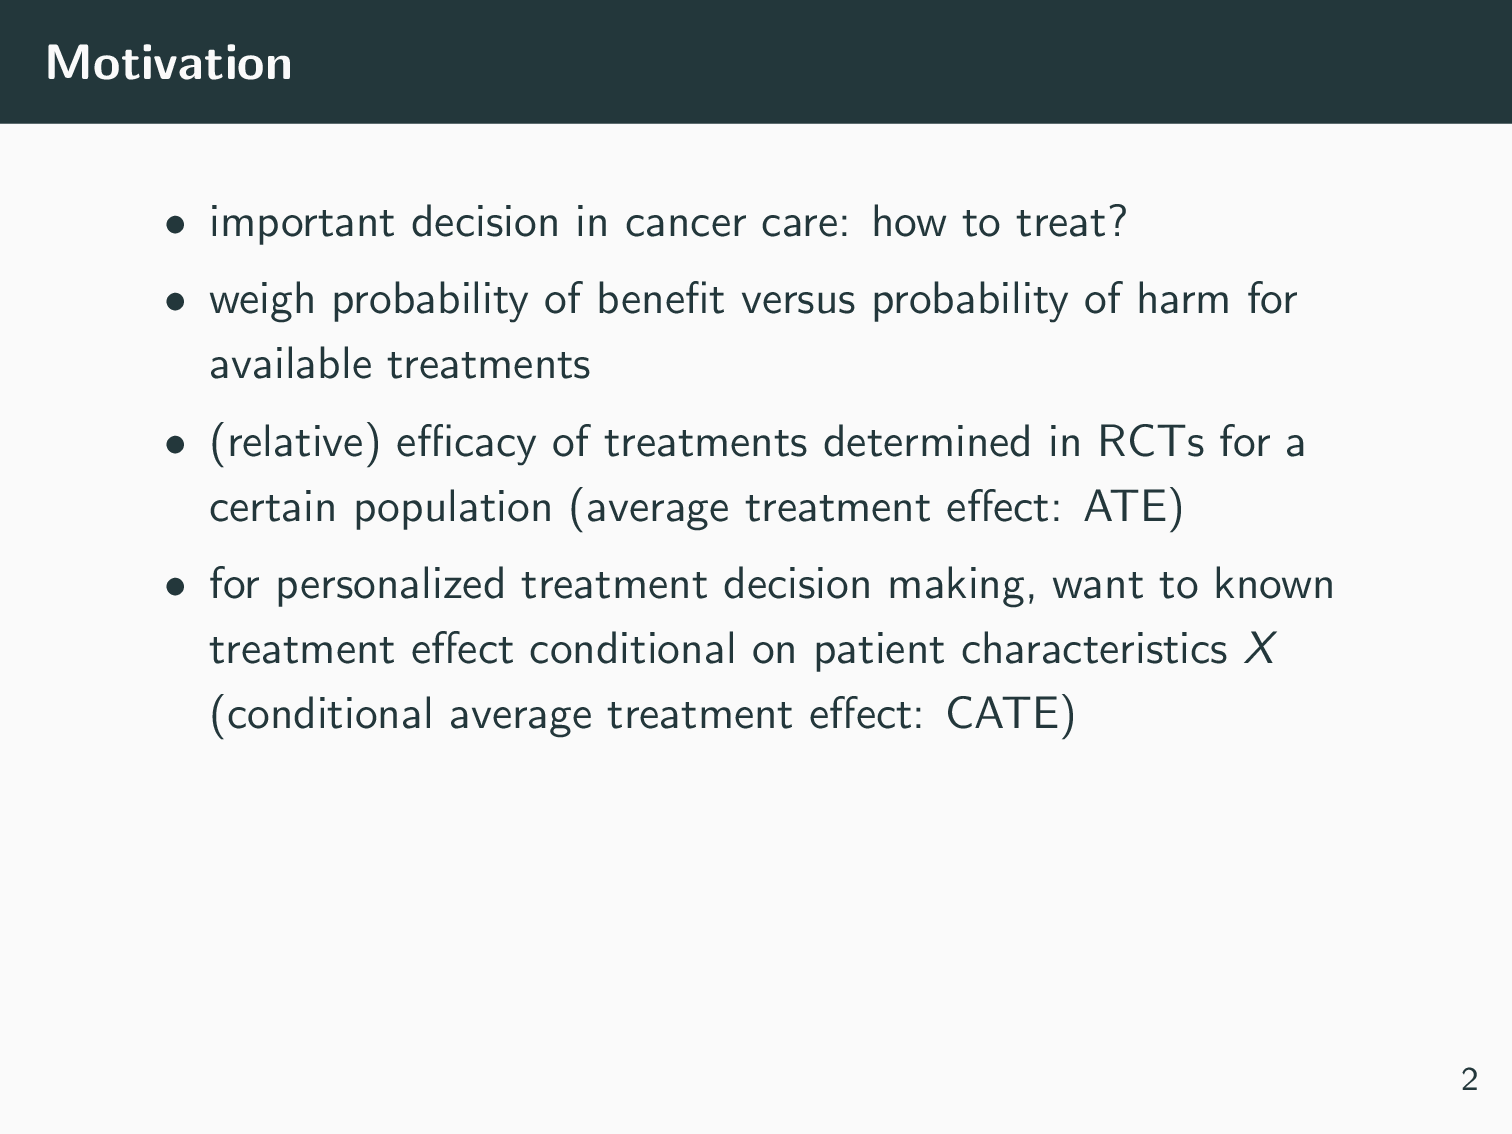 Motivation
• important decision in cancer care: how to treat?
• weigh probability of benefit versus probability of harm for
available treatments
• (relative) efficacy of treatments determined in RCTs for a
certain population (average treatment effect: ATE)
• for personalized treatment decision making, want to known
treatment effect conditional on patient characteristics X
(conditional average treatment effect: CATE)
2